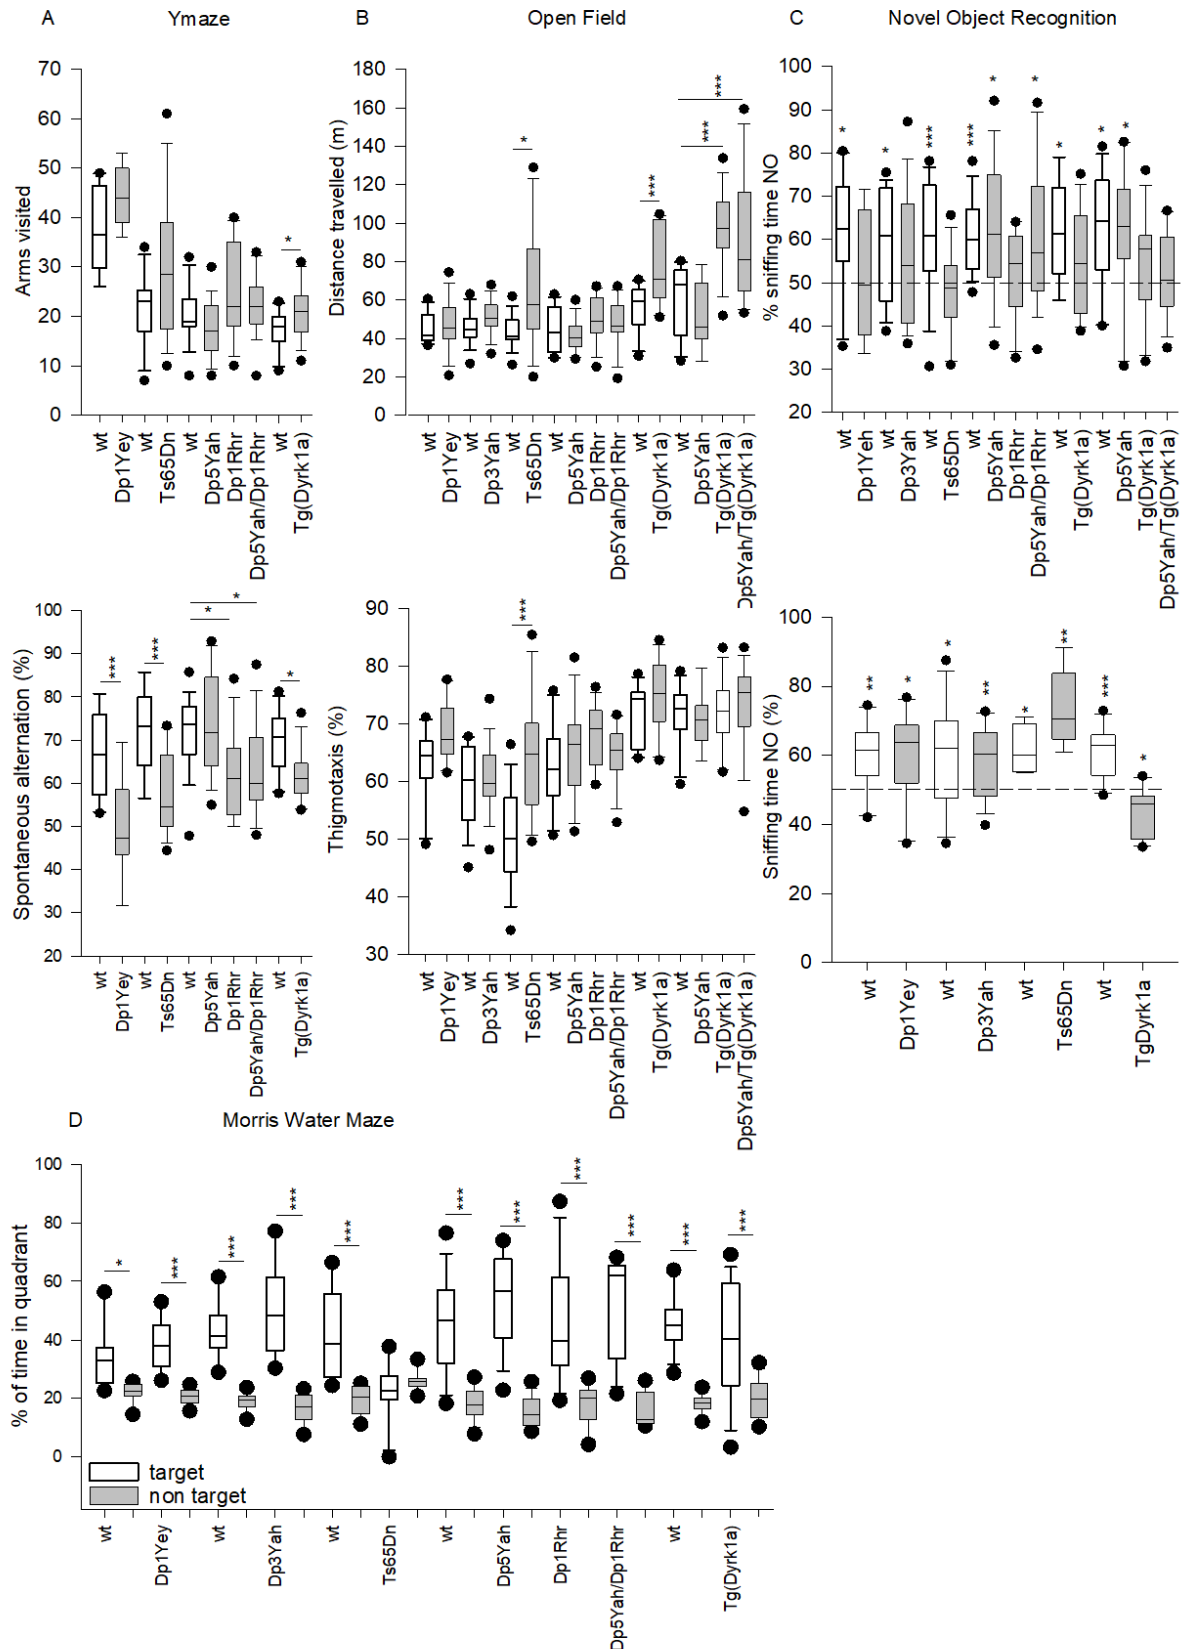 A Ymaze
B Open Field
C Novel Object Recognition
Arms visited
70
60
50
40
30
20
10
0
*
wt
Dp1Yey
wt
Ts65Dn
wt
Dp5Yah
Dp1Rhr
Dp5Yah/Dp1Rhr
wt
Tg(Dyrk1a)
Distance travelled (m)
180
160
140
120
100
80
60
40
20
0
*
***
***
***
wt
Dp1Yey
wt
Dp3Yah
wt
Ts65Dn
wt
Dp5Yah
Dp1Rhr
Dp5Yah/Dp1Rhr
wt
Tg(Dyrk1a)
wt
Dp5Yah
Tg(Dyrk1a)
Dp5Yah/Tg(Dyrk1a)
% sniffing time NO
100
90
80
70
60
50
40
30
20
*
*
***
***
*
*
*
*
*
wt
Dp1Yeh
wt
Dp3Yah
wt
Ts65Dn
wt
Dp5Yah
Dp1Rhr
Dp5Yah/Dp1Rhr
wt
Tg(Dyrk1a)
wt
Dp5Yah
Tg(Dyrk1a)
Dp5Yah/Tg(Dyrk1a)
Spontaneous alternation (%)
100
90
80
70
60
50
40
30
20
***
***
*
*
*
wt
Dp1Yey
wt
Ts65Dn
wt
Dp5Yah
Dp1Rhr
Dp5Yah/Dp1Rhr
wt
Tg(Dyrk1a)
Thigmotaxis (%)
90
80
70
60
50
40
30
***
wt
Dp1Yey
wt
Dp3Yah
wt
Ts65Dn
wt
Dp5Yah
Dp1Rhr
Dp5Yah/Dp1Rhr
wt
Tg(Dyrk1a)
wt
Dp5Yah
Tg(Dyrk1a)
Dp5Yah/Tg(Dyrk1a)
Sniffing time NO (%)
100
80
60
40
20
0
**
*
*
**
*
**
***
*
wt
Dp1Yey
wt
Dp3Yah
wt
Ts65Dn
wt
TgDyrk1a
D Morris Water Maze
% of time in quadrant
100
80
60
40
20
0
*
***
***
***
***
***
***
***
***
***
***
target
non target
wt
Dp1Yey
wt
Dp3Yah
wt
Ts65Dn
wt
Dp5Yah
Dp1Rhr
Dp5Yah/Dp1Rhr
wt
Tg(Dyrk1a)